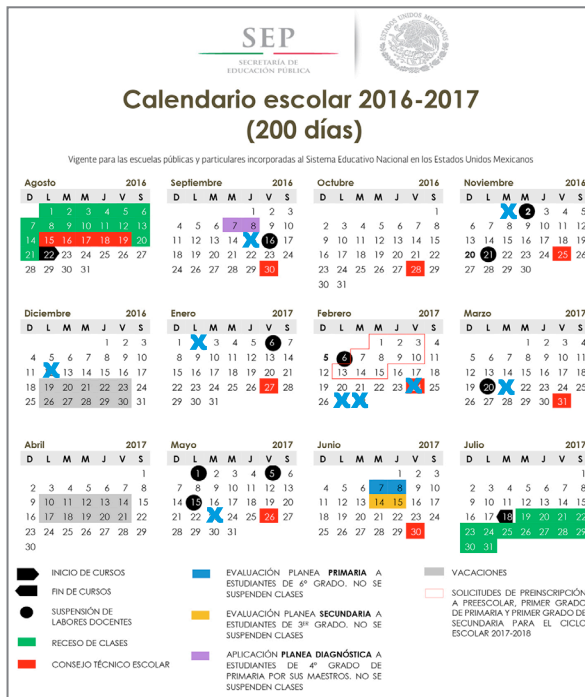 SEP
SECRETARÍA DE
EDUCACIÓN PÚBLICA
ESTADOS UNIDOS MEXICANOS
Calendario escolar 2016-2017
(200 días)
Vigente para las escuelas públicas y particulares incorporadas al Sistema Educativo Nacional en los Estados Unidos Mexicanos
Agosto 2016
D L M M J V S
1 2 3 4 5 6
7 8 9 10 11 12 13
14 15 16 17 18 19 20
21 22 23 24 25 26 27
28 29 30 31
Septiembre 2016
D L M M J V S
1 2 3
4 5 6 7 8 9 10
11 12 13 14 16 17
18 19 20 21 22 23 24
25 26 27 28 29 30
Octubre 2016
D L M M J V S
1
2 3 4 5 6 7 8
9 10 11 12 13 14 15
16 17 18 19 20 21 22
23 24 25 26 27 28 29
30 31
Noviembre 2016
D L M M J V S
2 3 4 5
6 7 8 9 10 11 12
13 14 15 16 17 18 19
20 21 22 23 24 25 26
27 28 29 30
Diciembre 2016
D L M M J V S
1 2 3
4 5 6 7 8 9 10
11 13 14 15 16 17
18 19 20 21 22 23 24
25 26 27 28 29 30 31
Enero 2017
D L M M J V S
1 3 4 5 6 7
8 9 10 11 12 13 14
15 16 17 18 19 20 21
22 23 24 25 26 27 28
29 30 31
Febrero 2017
D L M M J V S
1 2 3 4
5 6 7 8 9 10 11
12 13 14 15 16 17 18
19 20 21 22 23 25
26
Marzo 2017
D L M M J V S
1 2 3 4
5 6 7 8 9 10 11
12 13 14 15 16 17 18
19 20 22 23 24 25
26 27 28 29 30 31
Abril 2017
D L M M J V S
1
2 3 4 5 6 7 8
9 10 11 12 13 14 15
16 17 18 19 20 21 22
23 24 25 26 27 28 29
30
Mayo 2017
D L M M J V S
1 2 3 4 5 6
7 8 9 10 11 12 13
14 15 16 17 18 19 20
21 22 24 25 26 27
28 29 30 31
Junio 2017
D L M M J V S
1 2 3
4 5 6 7 8 9 10
11 12 13 14 15 16 17
18 19 20 21 22 23 24
25 26 27 28 29 30
Julio 2017
D L M M J V S
1
2 3 4 5 6 7 8
9 10 11 12 13 14 15
16 17 18 19 20 21 22
23 24 25 26 27 28 29
30 31
INICIO DE CURSOS
FIN DE CURSOS
SUSPENSIÓN DE
LABORES DOCENTES
RECESO DE CLASES
CONSEJO TÉCNICO ESCOLAR
EVALUACIÓN PLANEA PRIMARIA A
ESTUDIANTES DE 6º GRADO. NO SE
SUSPENDEN CLASES
EVALUACIÓN PLANEA SECUNDARIA A
ESTUDIANTES DE 3ER GRADO. NO SE
SUSPENDEN CLASES
APLICACIÓN PLANEA DIAGNÓSTICA A
ESTUDIANTES DE 4º GRADO DE
PRIMARIA POR SUS MAESTROS. NO SE
SUSPENDEN CLASES
VACACIONES
SOLICITUDES DE PREINSCRIPCIÓN
A PREESCOLAR, PRIMER GRADO
DE PRIMARIA Y PRIMER GRADO DE
SECUNDARIA PARA EL CICLO
ESCOLAR 2017-2018